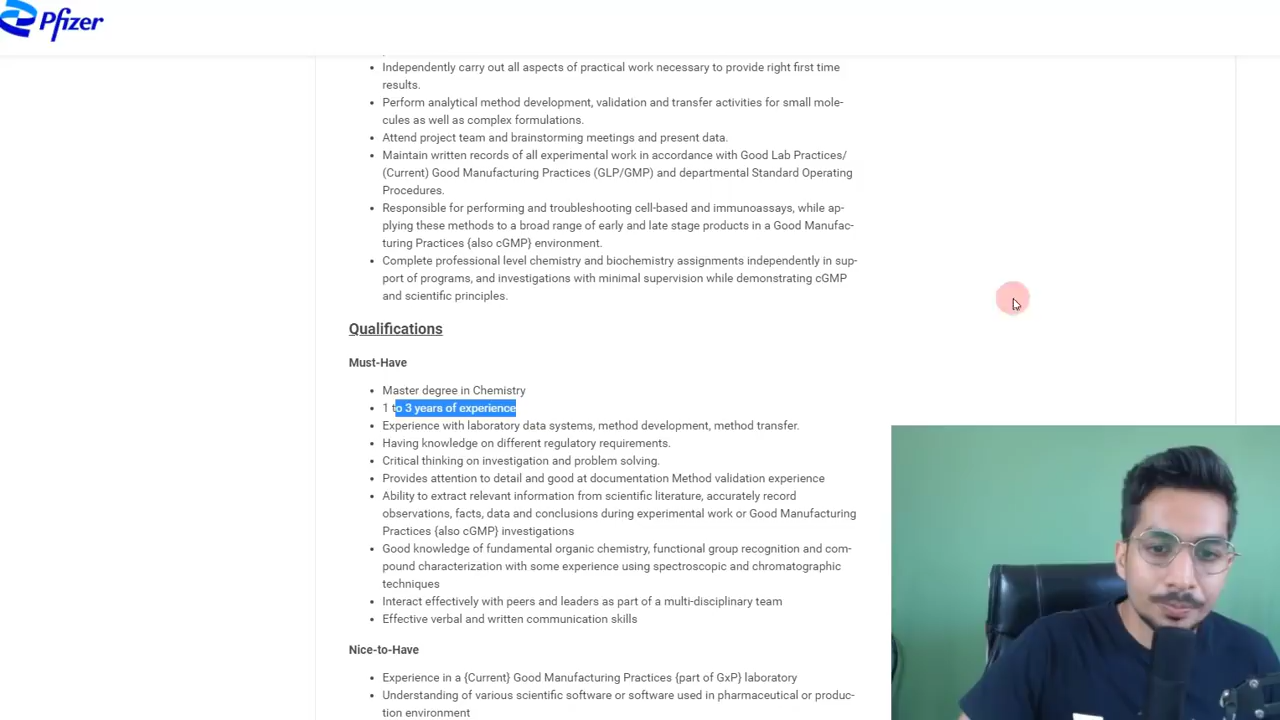 Pfizer
Independently carry out all aspects of practical work necessary to provide right first time
results.
Perform analytical method development, validation and transfer activities for small mole-
cules as well as complex formulations.
Attend project team and brainstorming meetings and present data.
Maintain written records of all experimental work in accordance with Good Lab Practices/
(Current) Good Manufacturing Practices (GLP/GMP) and departmental Standard Operating
Procedures.
Responsible for performing and troubleshooting cell-based and immunoassays, while ap-
plying these methods to a broad range of early and late stage products in a Good Manufac-
turing Practices {also cGMP} environment.
Complete professional level chemistry and biochemistry assignments independently in sup-
port of programs, and investigations with minimal supervision while demonstrating cGMP
and scientific principles.
Qualifications
Must-Have
Master degree in Chemistry
1 to 3 years of experience
Experience with laboratory data systems, method development, method transfer.
Having knowledge on different regulatory requirements.
Critical thinking on investigation and problem solving.
Provides attention to detail and good at documentation Method validation experience
Ability to extract relevant information from scientific literature, accurately record
observations, facts, data and conclusions during experimental work or Good Manufacturing
Practices {also cGMP} investigations
Good knowledge of fundamental organic chemistry, functional group recognition and com-
pound characterization with some experience using spectroscopic and chromatographic
techniques
Interact effectively with peers and leaders as part of a multi-disciplinary team
Effective verbal and written communication skills
Nice-to-Have
Experience in a {Current} Good Manufacturing Practices {part of GxP} laboratory
Understanding of various scientific software or software used in pharmaceutical or produc-
tion environment